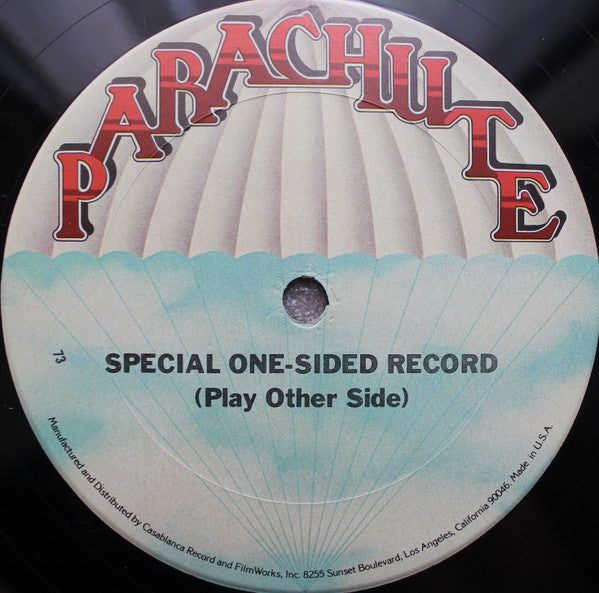 PARACHUTE
SPECIAL ONE-SIDED RECORD
(Play Other Side)
73
Manufactured and Distributed by Casablanca Record and FilmWorks, Inc. 8255 Sunset Boulevard, Los Angeles, California 90046. Made in U.S.A.